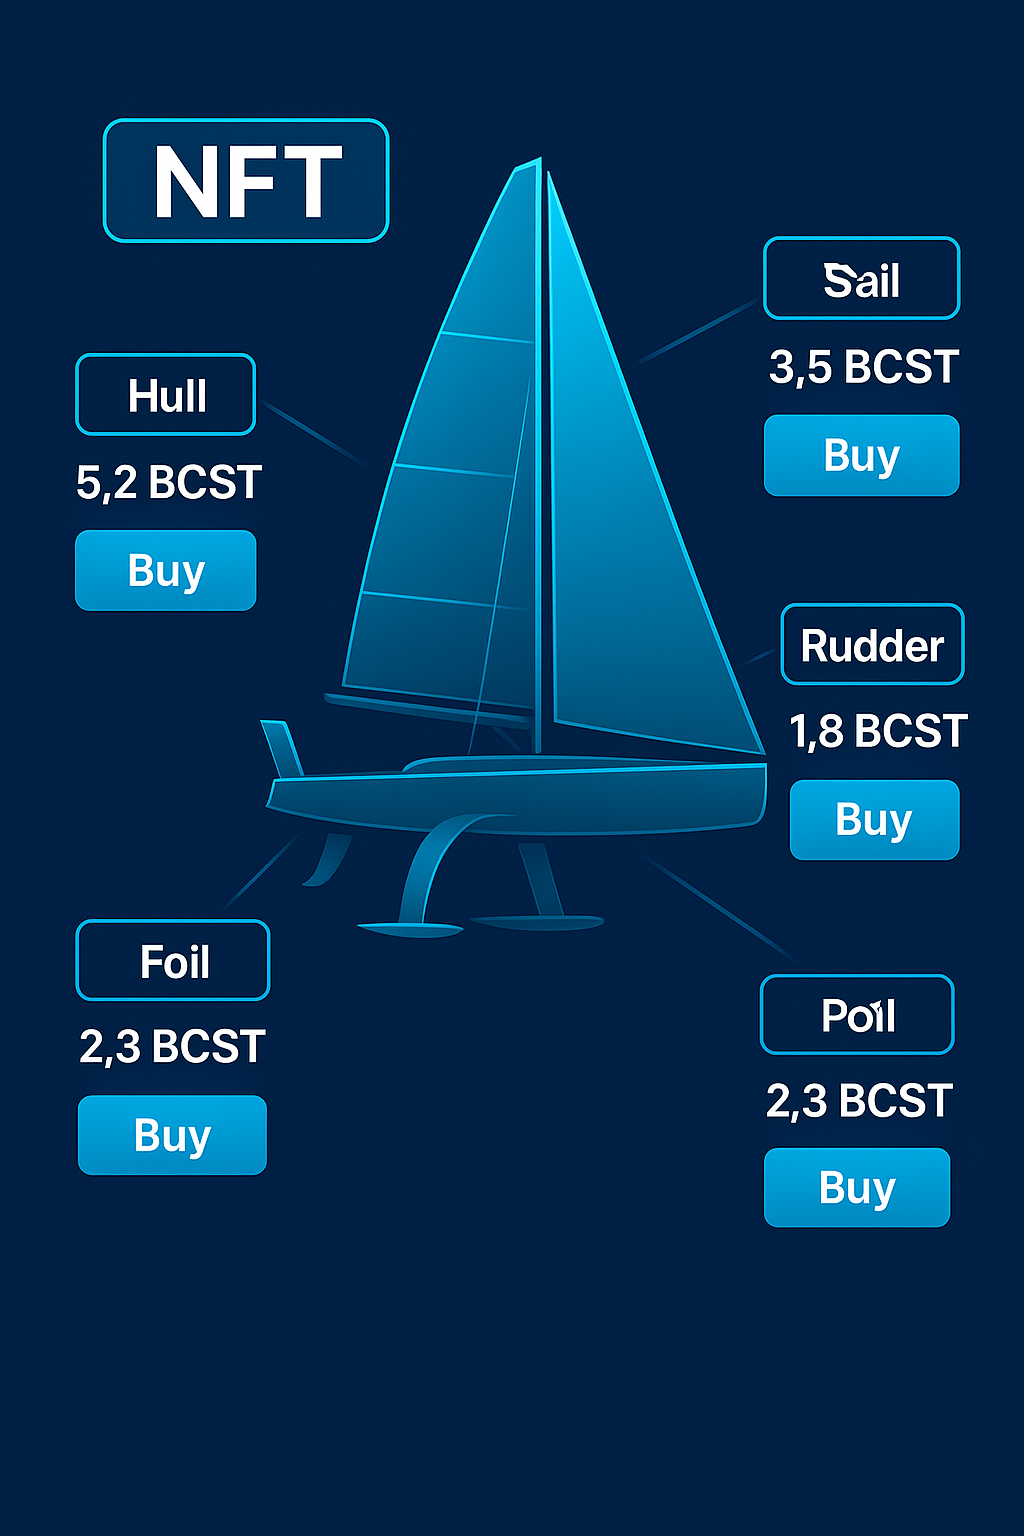 NFT
Sail
3,5 BCST
Buy
Hull
5,2 BCST
Buy
Rudder
1,8 BCST
Buy
Foil
2,3 BCST
Buy
Poil
2,3 BCST
Buy